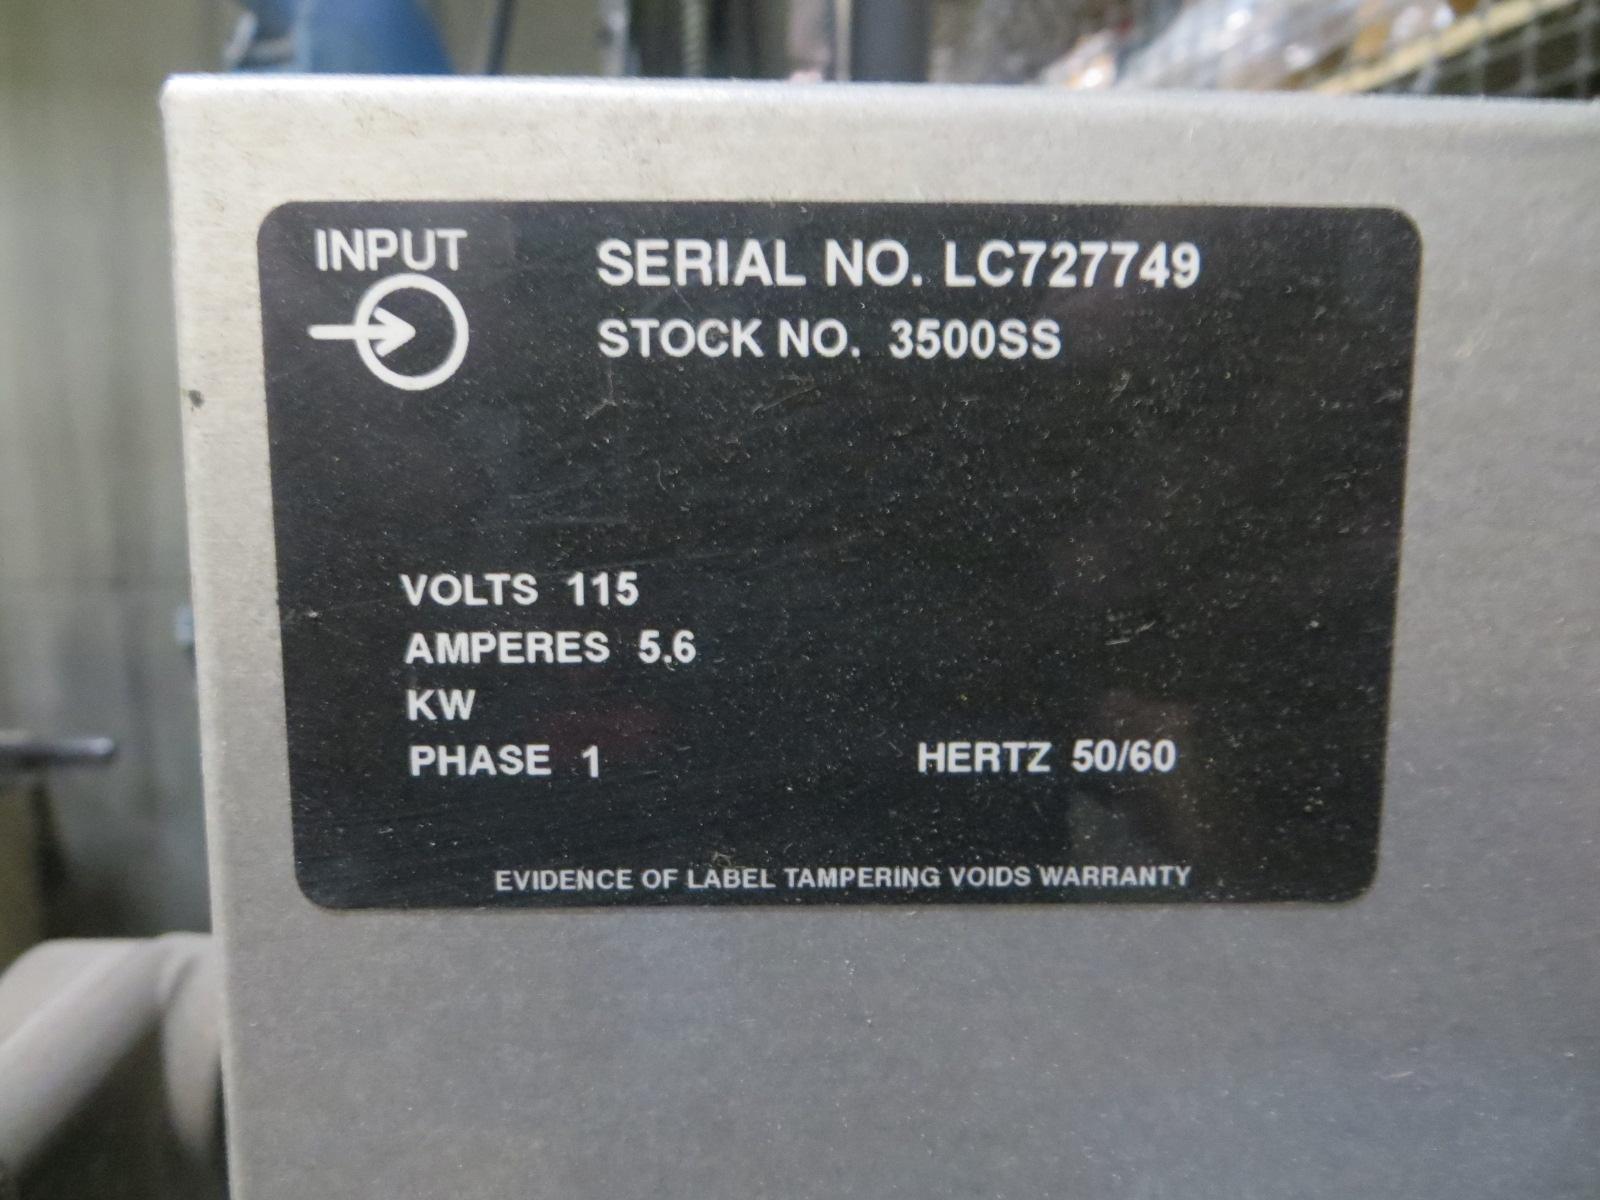 INPUT
SERIAL NO. LC727749
STOCK NO. 3500SS
VOLTS 115
AMPERES 5.6
KW
PHASE 1 HERTZ 50/60
EVIDENCE OF LABEL TAMPERING VOIDS WARRANTY